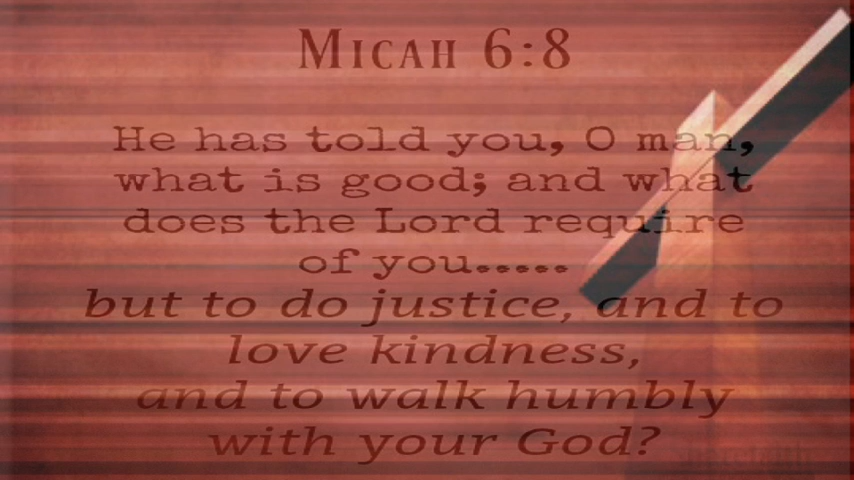 Micah 6:8
He has told you, O man,
what is good; and what
does the Lord require
of you.....
but to do justice, and to
love kindness,
and to walk humbly
with your God?
sharefaith